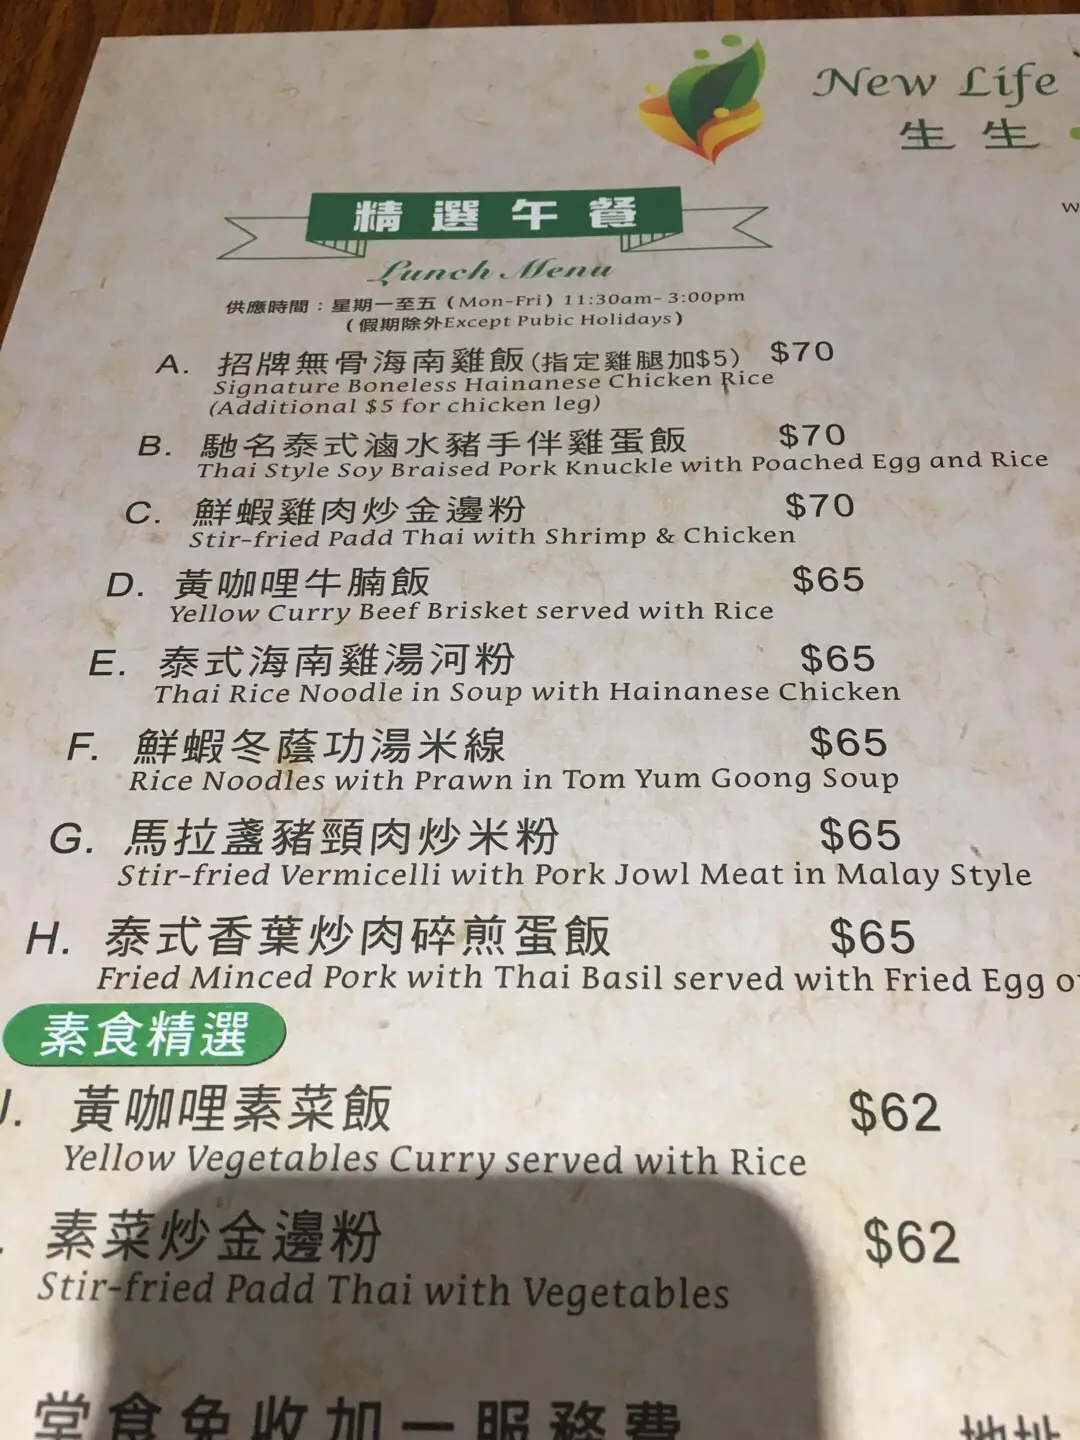 New Life
生生
精選午餐
Lunch Menu
供應時間：星期一至五 (Mon-Fri) 11:30am- 3:00pm
(假期除外Except Pubic Holidays)
A. 招牌無骨海南雞飯 (指定雞腿加$5) $70
Signature Boneless Hainanese Chicken Rice
(Additional $5 for chicken leg)
B. 馳名泰式滷水豬手伴雞蛋飯 $70
Thai Style Soy Braised Pork Knuckle with Poached Egg and Rice
C. 鮮蝦雞肉炒金邊粉 $70
Stir-fried Padd Thai with Shrimp & Chicken
D. 黃咖哩牛腩飯 $65
Yellow Curry Beef Brisket served with Rice
E. 泰式海南雞湯河粉 $65
Thai Rice Noodle in Soup with Hainanese Chicken
F. 鮮蝦冬蔭功湯米線 $65
Rice Noodles with Prawn in Tom Yum Goong Soup
G. 馬拉盞豬頸肉炒米粉 $65
Stir-fried Vermicelli with Pork Jowl Meat in Malay Style
H. 泰式香葉炒肉碎煎蛋飯 $65
Fried Minced Pork with Thai Basil served with Fried Egg
素食精選
J. 黃咖哩素菜飯 $62
Yellow Vegetables Curry served with Rice
素菜炒金邊粉 $62
Stir-fried Padd Thai with Vegetables
堂食免收加一服務費
地址